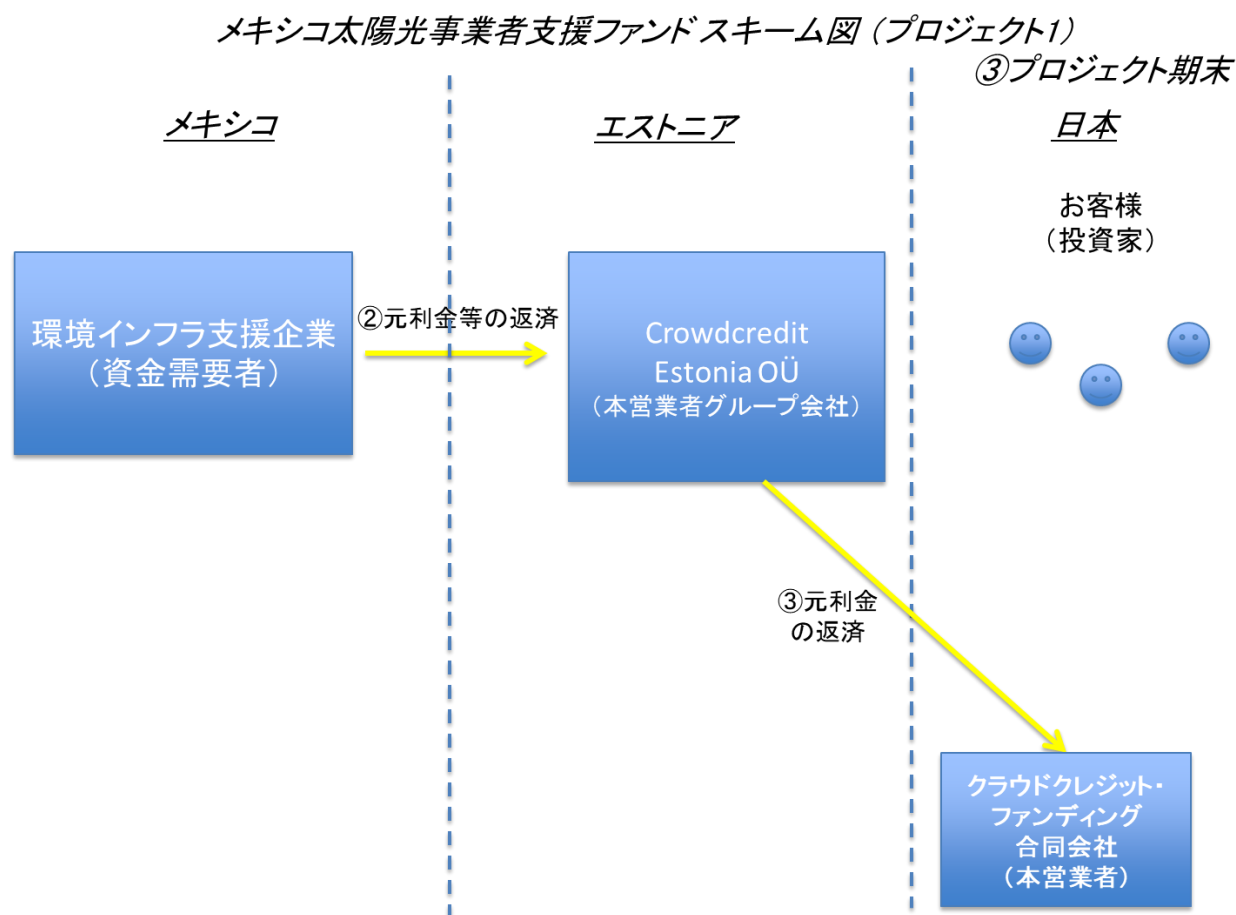 メキシコ太陽光事業者支援ファンド スキーム図 （プロジェクト1）
③プロジェクト期末
メキシコ
エストニア
日本
お客様
（投資家）
環境インフラ支援企業
（資金需要者）
②元利金等の返済
Crowdcredit
Estonia OÜ
（本営業者グループ会社）
③元利金
の返済
クラウドクレジット・
ファンディング
合同会社
（本営業者）